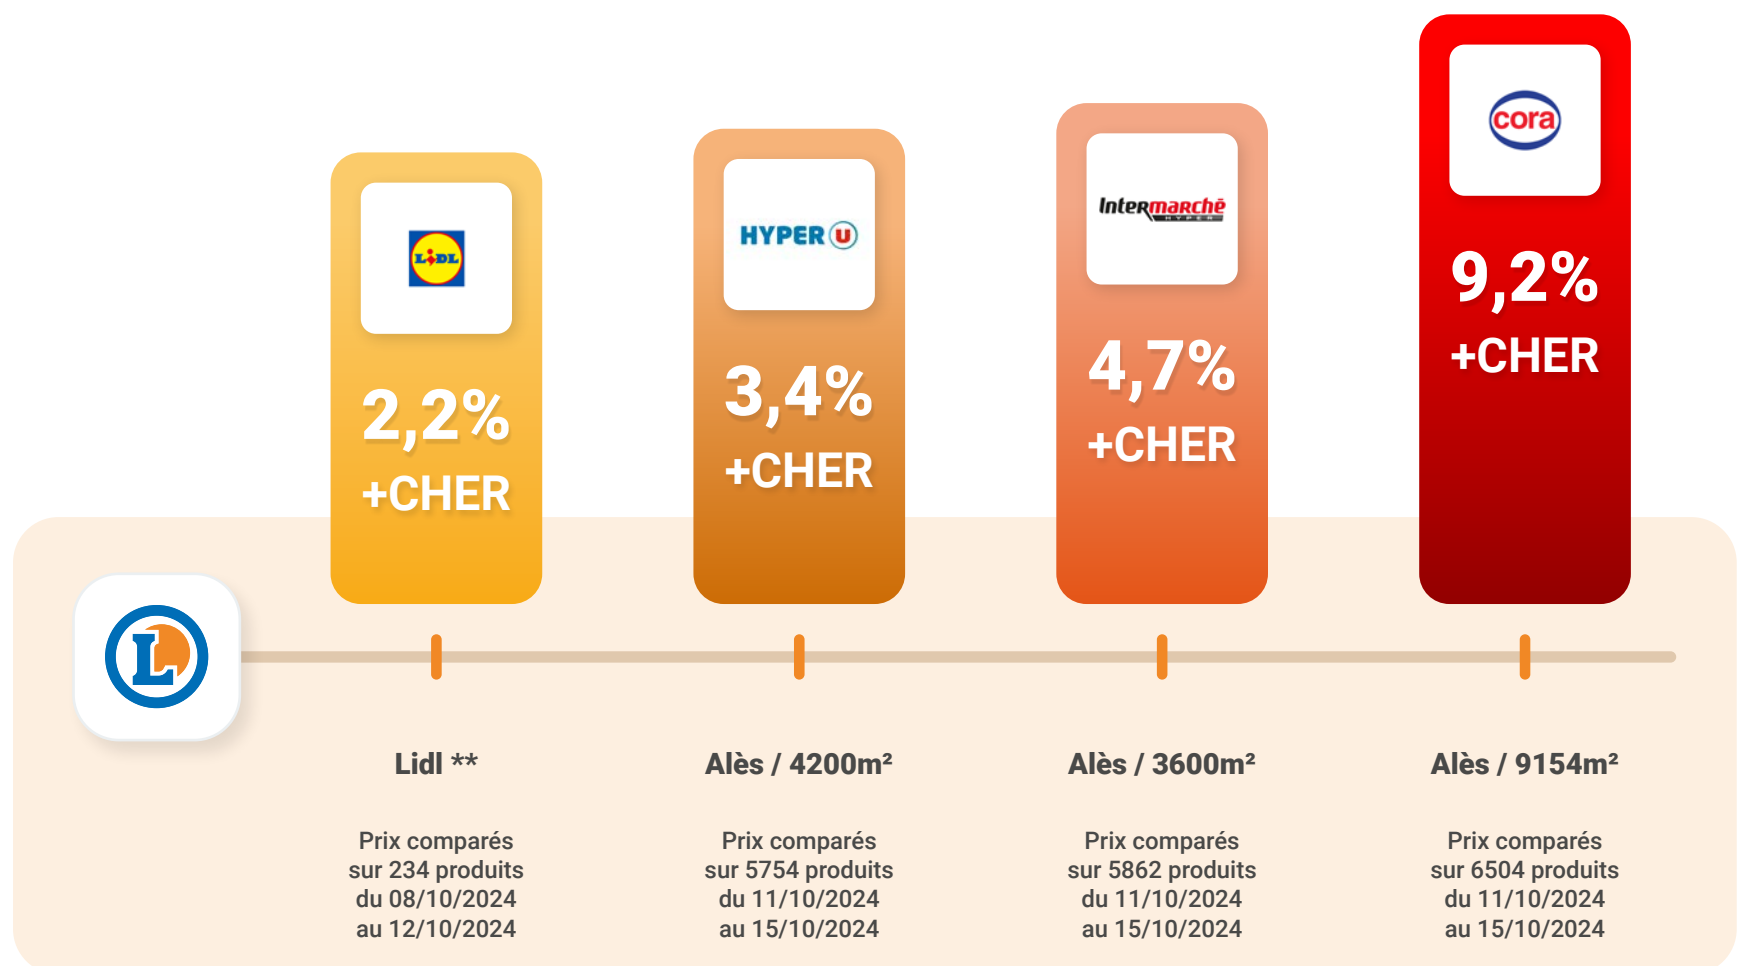 LIDL
2,2%
+CHER
HYPER U
3,4%
+CHER
Intermarchē
HYPER
4,7%
+CHER
cora
9,2%
+CHER
L
Lidl **
Prix comparés
sur 234 produits
du 08/10/2024
au 12/10/2024
Alès / 4200m²
Prix comparés
sur 5754 produits
du 11/10/2024
au 15/10/2024
Alès / 3600m²
Prix comparés
sur 5862 produits
du 11/10/2024
au 15/10/2024
Alès / 9154m²
Prix comparés
sur 6504 produits
du 11/10/2024
au 15/10/2024